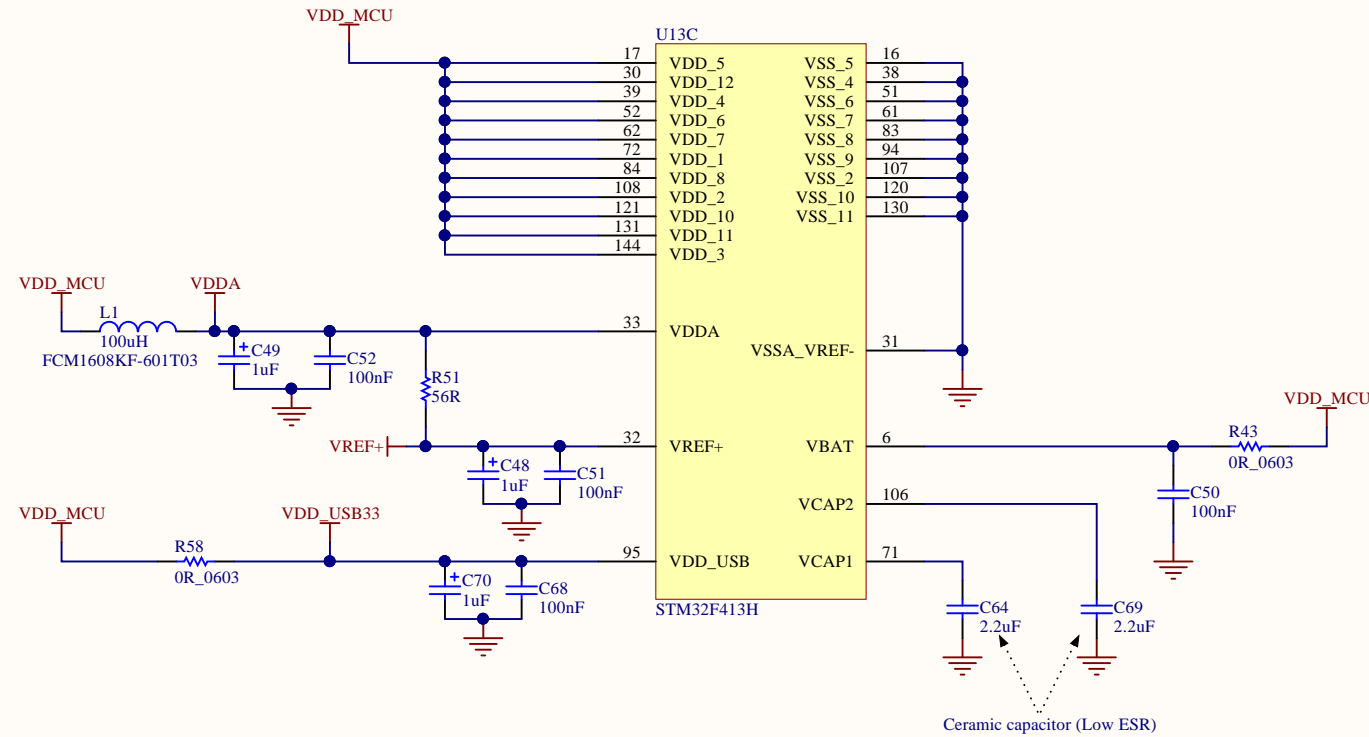 VDD_MCU
U13C
17
VDD_5
VSS_5
16
30
VDD_12
VSS_4
38
39
VDD_4
VSS_6
51
52
VDD_6
VSS_7
61
62
VDD_7
VSS_8
83
72
VDD_1
VSS_9
94
84
VDD_8
VSS_2
107
108
VDD_2
VSS_10
120
121
VDD_10
VSS_11
130
131
VDD_11
144
VDD_3
VDD_MCU
VDDA
L1
100uH
FCM1608KF-601T03
33
VDDA
VSSA_VREF-
31
+
C49
1uF
C52
100nF
R51
56R
VREF+
32
VREF+
VBAT
6
R43
0R_0603
VDD_MCU
+
C48
1uF
C51
100nF
C50
100nF
VCAP2
106
VDD_MCU
VDD_USB33
R58
0R_0603
95
VDD_USB
VCAP1
71
+
C70
1uF
C68
100nF
STM32F413H
C64
2.2uF
C69
2.2uF
Ceramic capacitor (Low ESR)